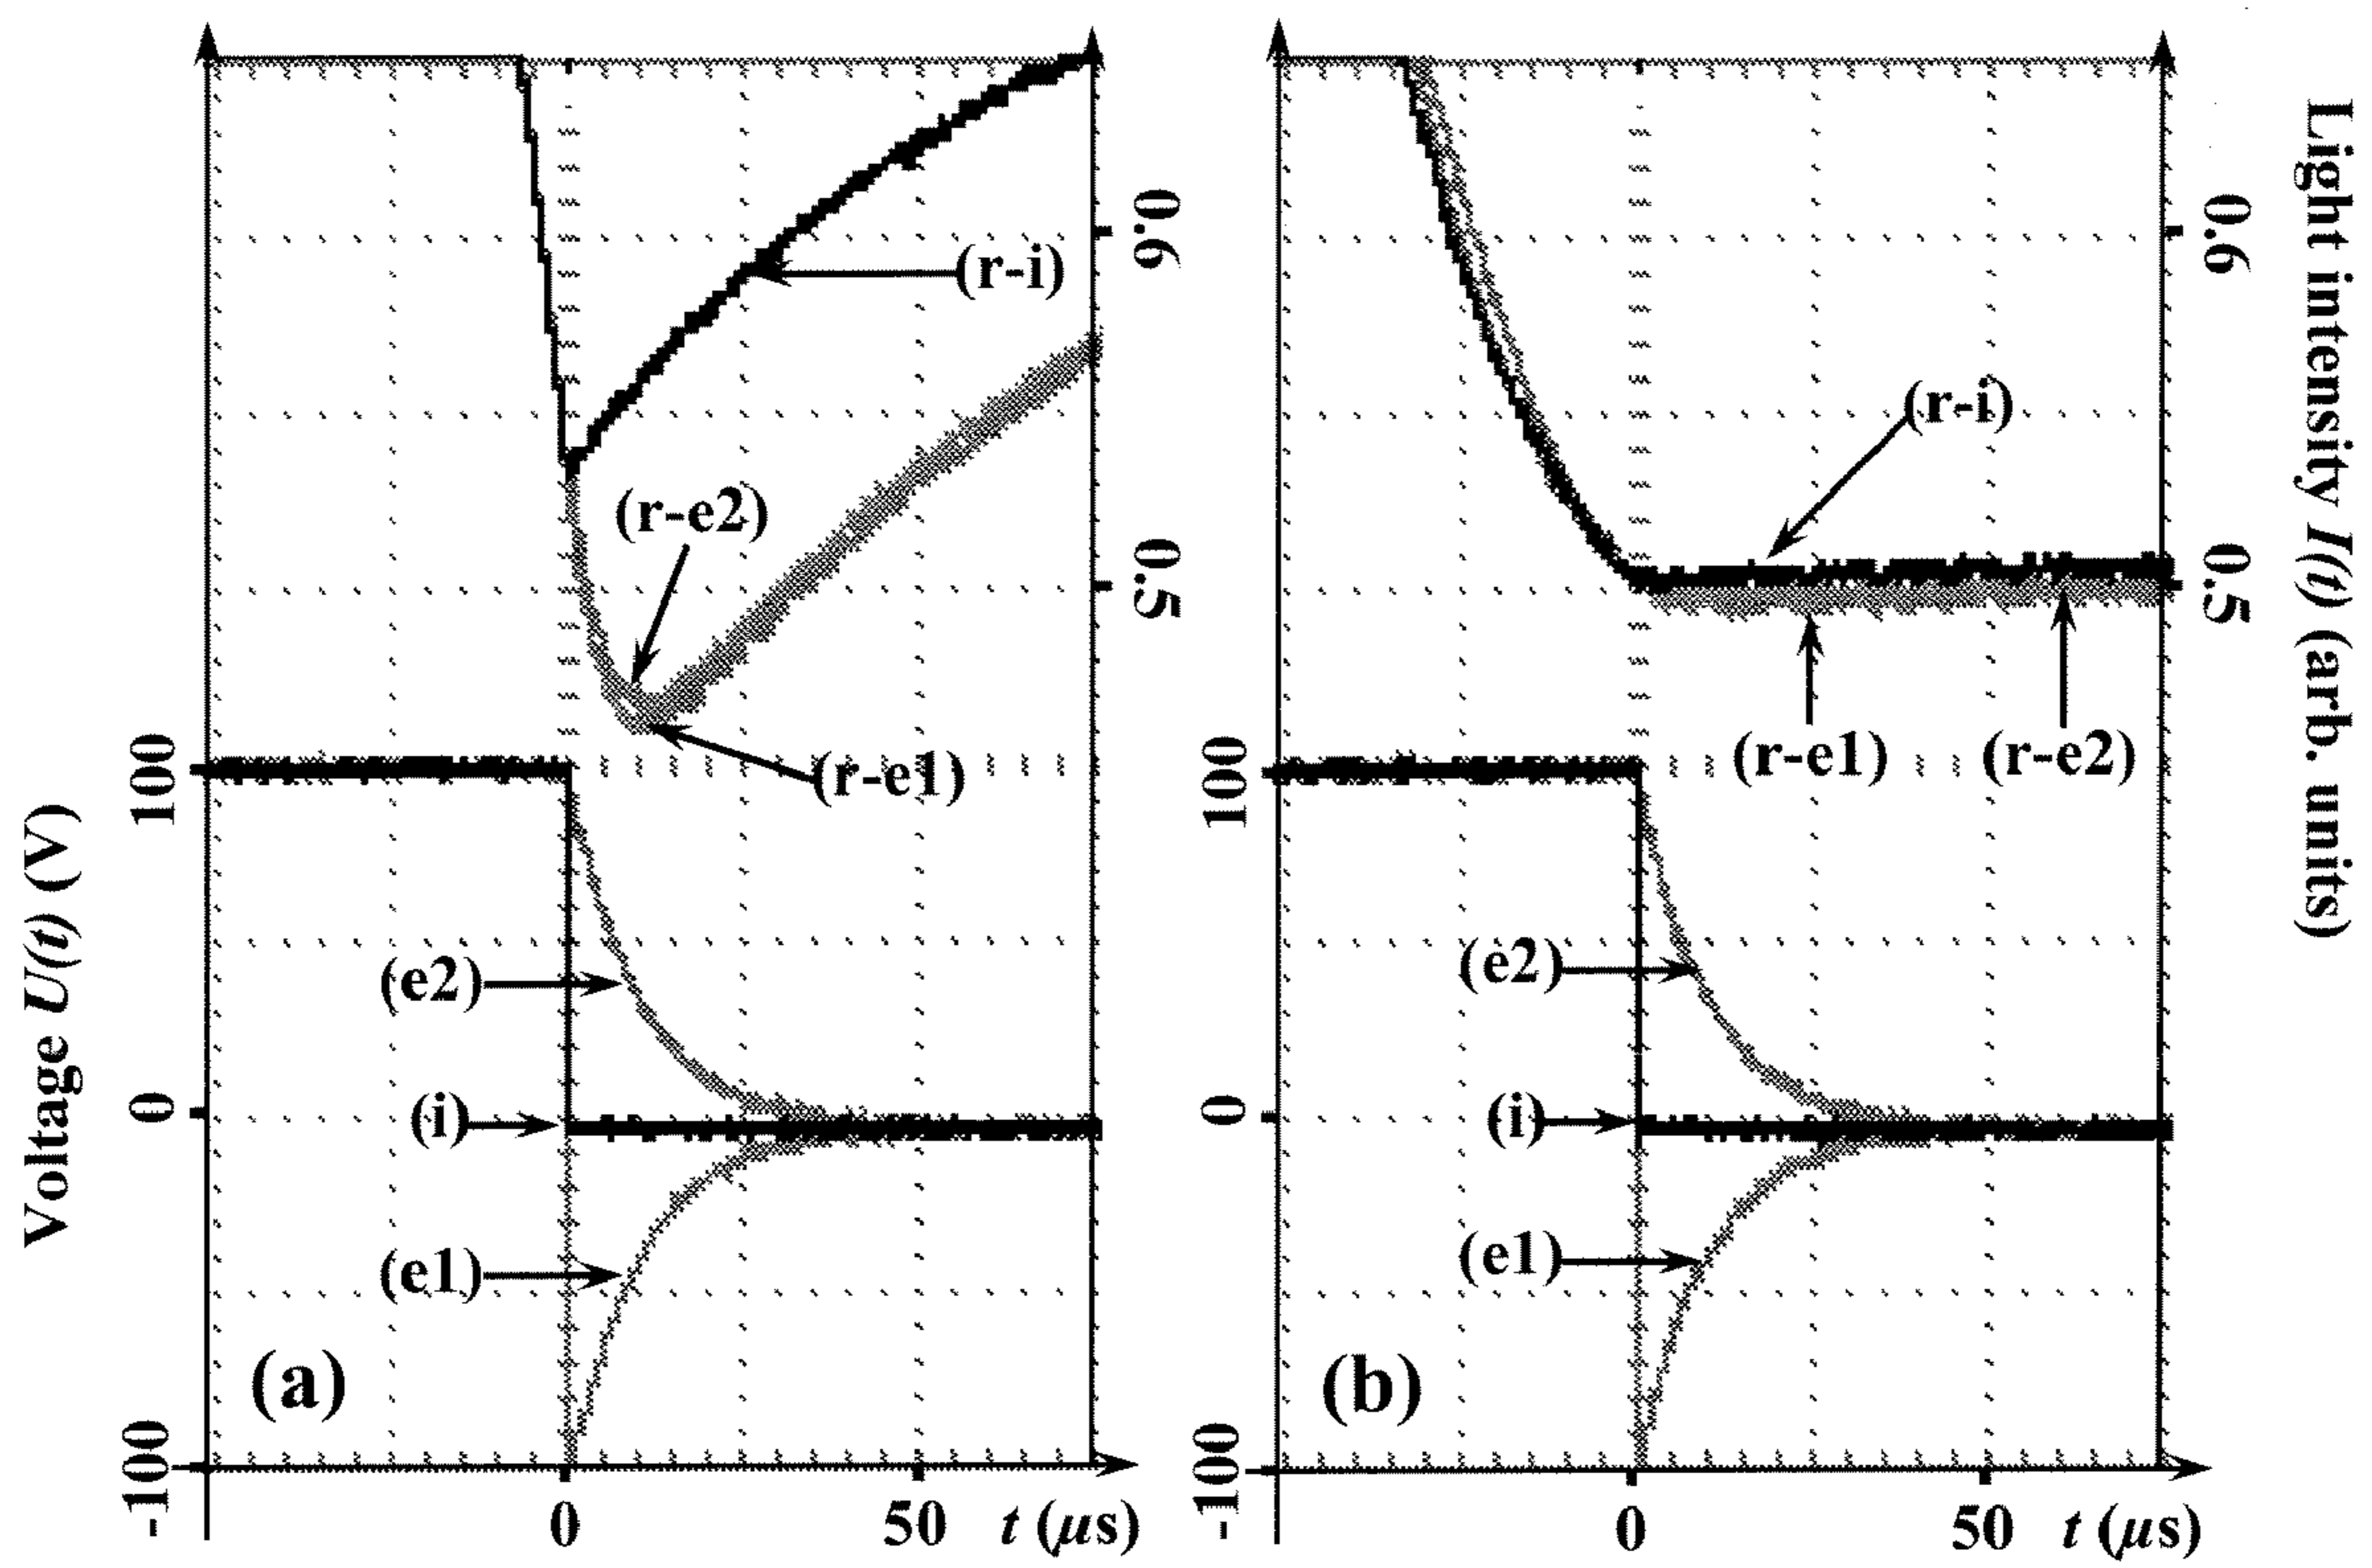 Voltage U(t) (V)
100
0
-100
(r-i)
(r-e2)
(r-e1)
(e2)
(i)
(e1)
(a)
0.6
0.5
0
50
t (μs)
100
0
-100
(r-i)
(r-e1)
(r-e2)
(e2)
(i)
(e1)
(b)
0.6
0.5
0
50
t (μs)
Light intensity I(t) (arb. units)